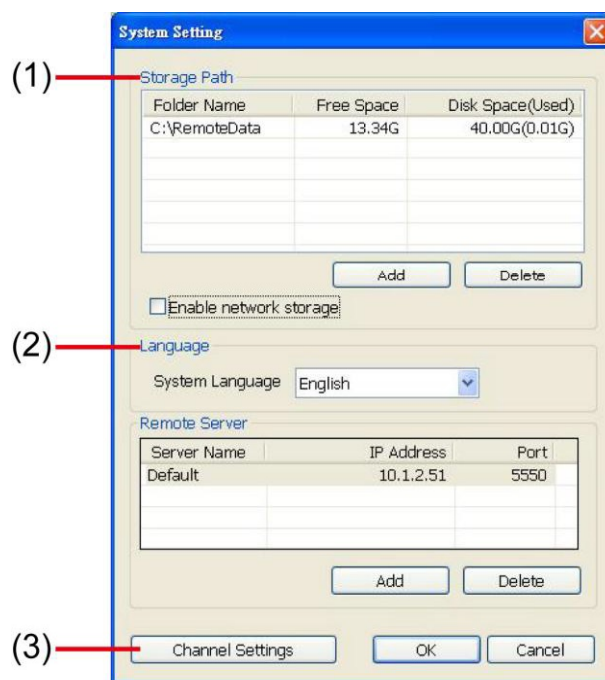 System Setting
(1)
Storage Path
Folder Name Free Space Disk Space(Used)
C:\RemoteData 13.34G 40.00G(0.01G)
Add Delete
Enable network storage
(2)
Language
System Language English
Remote Server
Server Name IP Address Port
Default 10.1.2.51 5550
Add Delete
(3)
Channel Settings OK Cancel